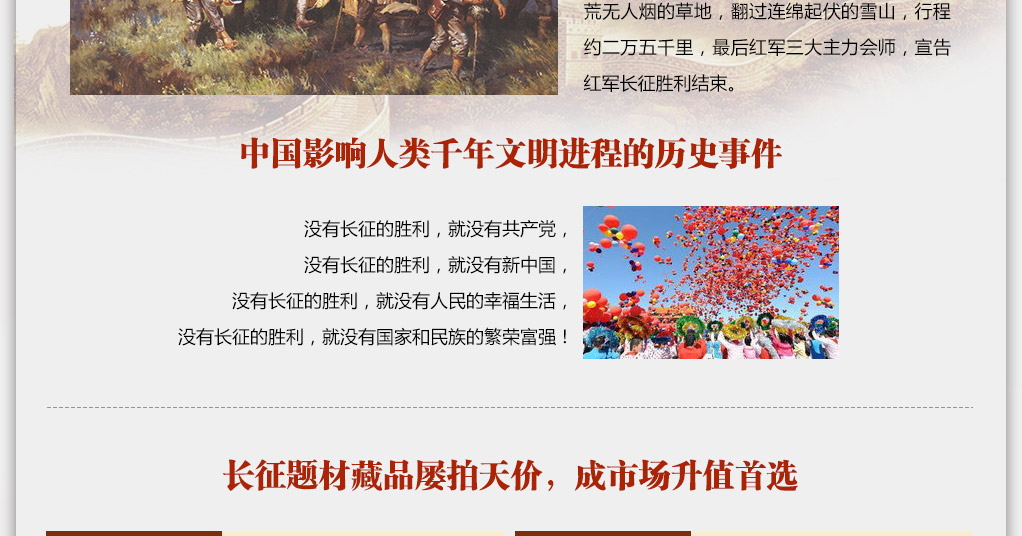 荒无人烟的草地，翻过连绵起伏的雪山，行程
约二万五千里，最后红军三大主力会师，宣告
红军长征胜利结束。
中国影响人类千年文明进程的历史事件
没有长征的胜利，就没有共产党，
没有长征的胜利，就没有新中国，
没有长征的胜利，就没有人民的幸福生活，
没有长征的胜利，就没有国家和民族的繁荣富强！
长征题材藏品屡拍天价，成市场升值首选